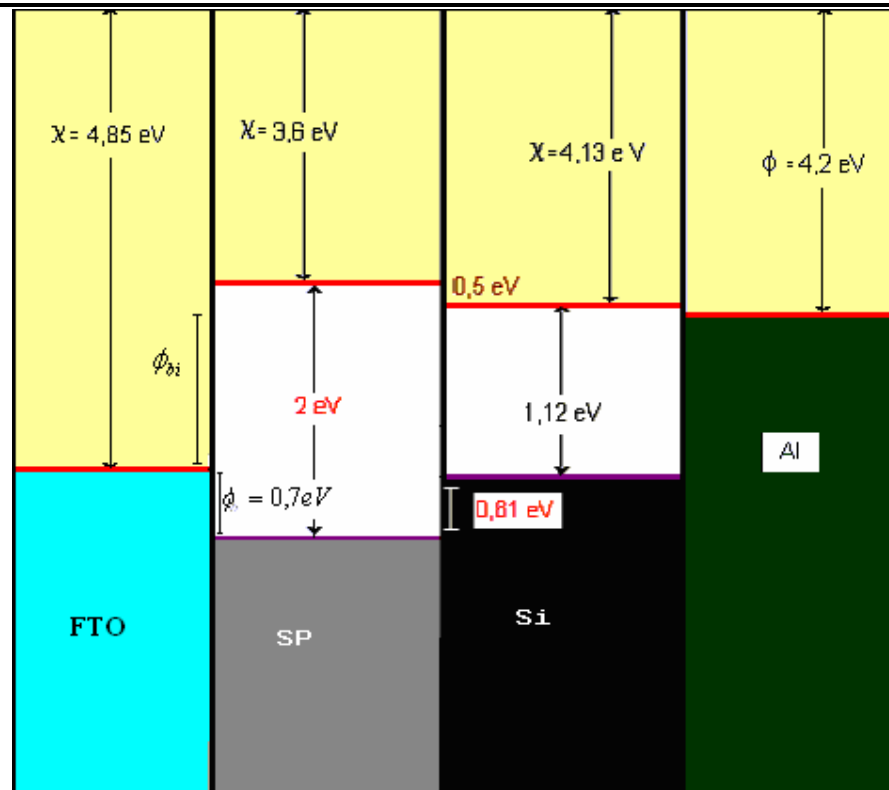 χ = 4,85 eV
χ = 3,6 eV
χ = 4,13 e V
ϕ = 4,2 eV
0,5 eV
ϕbi
2 eV
1,12 eV
Al
ϕ = 0,7eV
0,81 eV
FTO
SP
Si